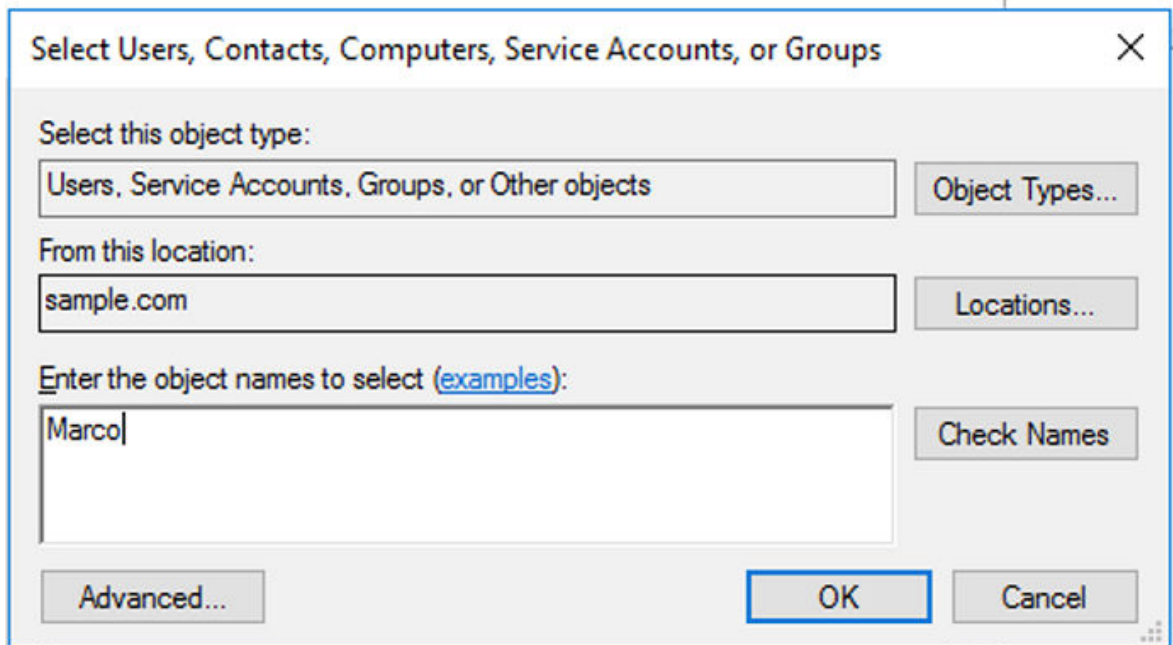 Select Users, Contacts, Computers, Service Accounts, or Groups
Select this object type:
Users, Service Accounts, Groups, or Other objects
Object Types...
From this location:
sample.com
Locations...
Enter the object names to select (examples):
Marco
Check Names
Advanced...
OK
Cancel